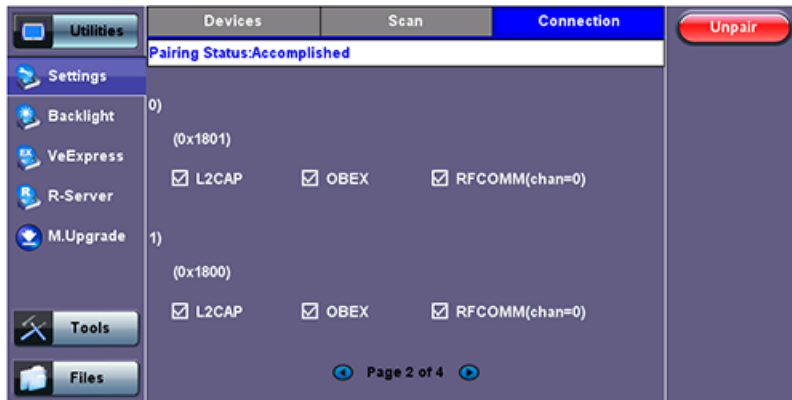 Utilities
Settings
Backlight
VeExpress
R-Server
M.Upgrade
Tools
Files
Devices Scan Connection
Pairing Status:Accomplished
0)
(0x1801)
L2CAP OBEX RFCOMM(chan=0)
1)
(0x1800)
L2CAP OBEX RFCOMM(chan=0)
Page 2 of 4
Unpair